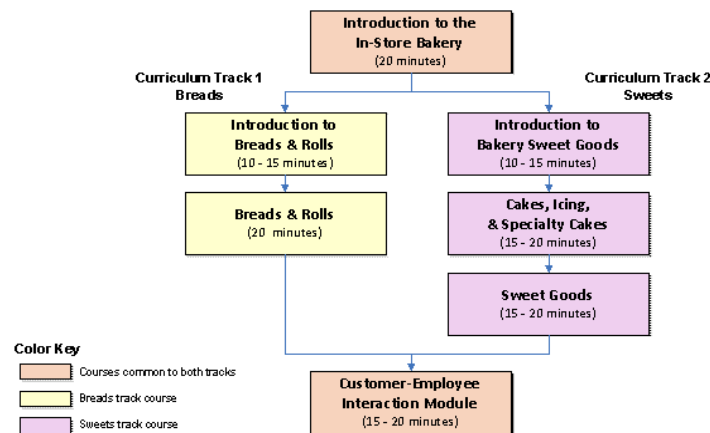 Introduction to the
In-Store Bakery
(20 minutes)
Curriculum Track 1
Breads
Curriculum Track 2
Sweets
Introduction to
Breads & Rolls
(10 - 15 minutes)
Introduction to
Bakery Sweet Goods
(10 - 15 minutes)
Breads & Rolls
(20 minutes)
Cakes, Icing,
& Specialty Cakes
(15 - 20 minutes)
Sweet Goods
(15 - 20 minutes)
Color Key
Courses common to both tracks
Breads track course
Sweets track course
Customer-Employee
Interaction Module
(15 - 20 minutes)